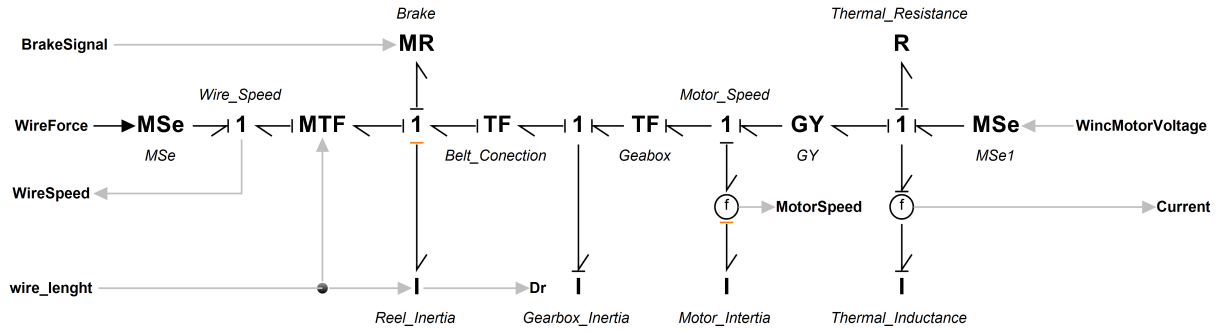 Brake
Thermal_Resistance
BrakeSignal
MR
R
Wire_Speed
Motor_Speed
WireForce
MSe
1
MTF
1
TF
1
TF
1
GY
1
MSe
WincMotorVoltage
MSe
Belt_Conection
Geabox
GY
MSe1
WireSpeed
f
MotorSpeed
f
Current
wire_lenght
I
Dr
I
I
I
Reel_Inertia
Gearbox_Inertia
Motor_Intertia
Thermal_Inductance